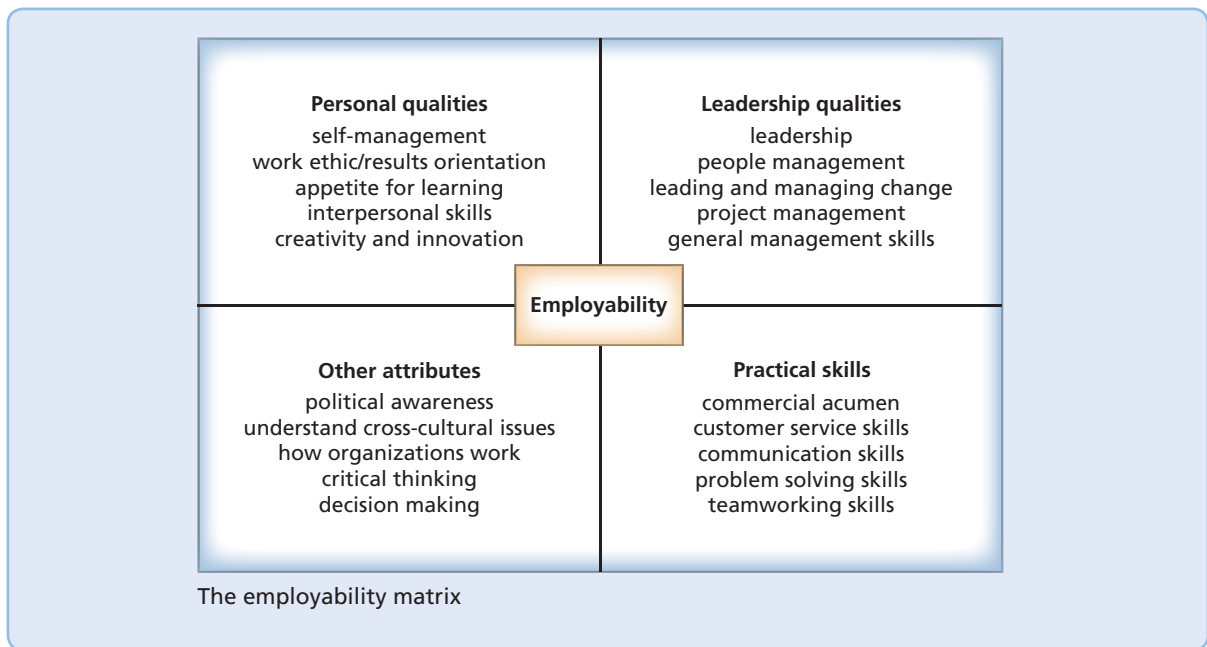 Personal qualities
self-management
work ethic/results orientation
appetite for learning
interpersonal skills
creativity and innovation
Leadership qualities
leadership
people management
leading and managing change
project management
general management skills
Employability
Other attributes
political awareness
understand cross-cultural issues
how organizations work
critical thinking
decision making
Practical skills
commercial acumen
customer service skills
communication skills
problem solving skills
teamworking skills
The employability matrix